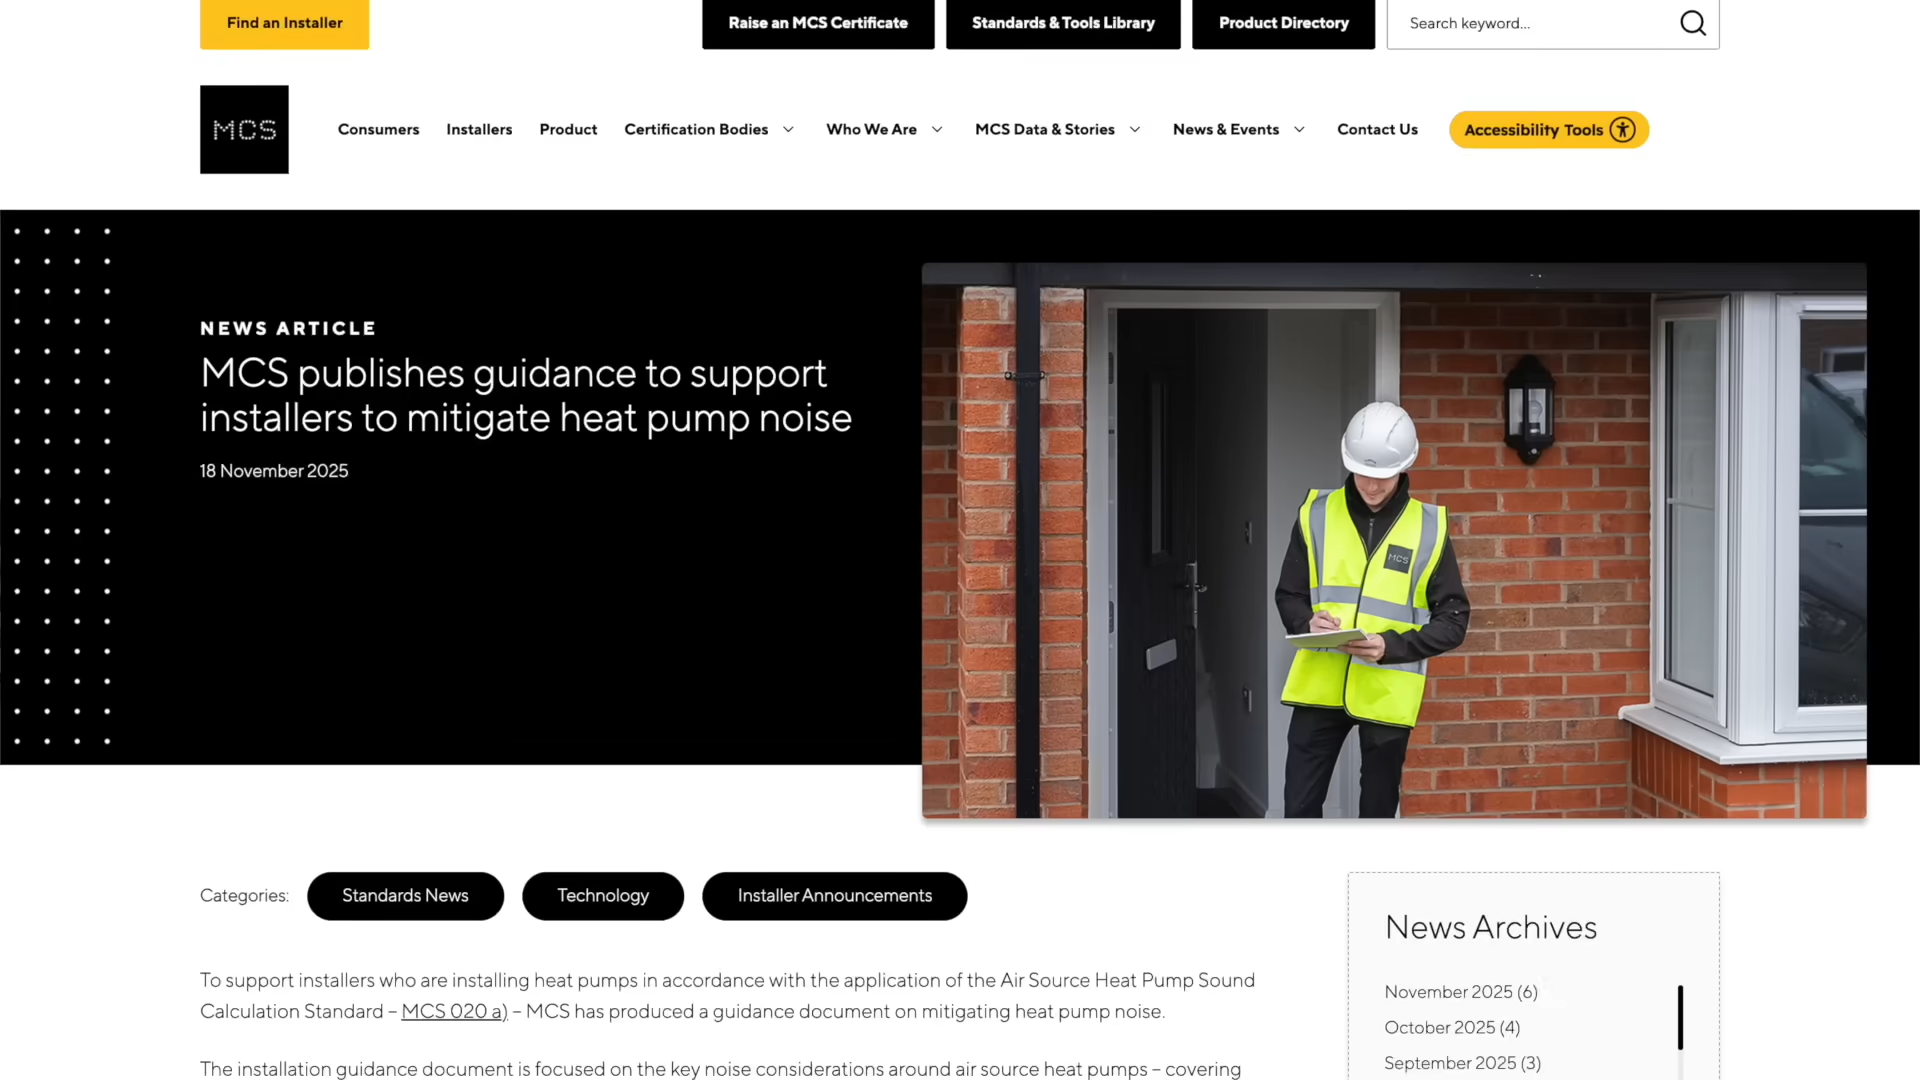 Find an Installer
Raise an MCS Certificate
Standards & Tools Library
Product Directory
Search keyword...
MCS
Consumers
Installers
Product
Certification Bodies
Who We Are
MCS Data & Stories
News & Events
Contact Us
Accessibility Tools
NEWS ARTICLE
MCS publishes guidance to support
installers to mitigate heat pump noise
18 November 2025
MCS
Categories:
Standards News
Technology
Installer Announcements
To support installers who are installing heat pumps in accordance with the application of the Air Source Heat Pump Sound
Calculation Standard – MCS 020 a) – MCS has produced a guidance document on mitigating heat pump noise.
The installation guidance document is focused on the key noise considerations around air source heat pumps – covering
News Archives
November 2025 (6)
October 2025 (4)
September 2025 (3)